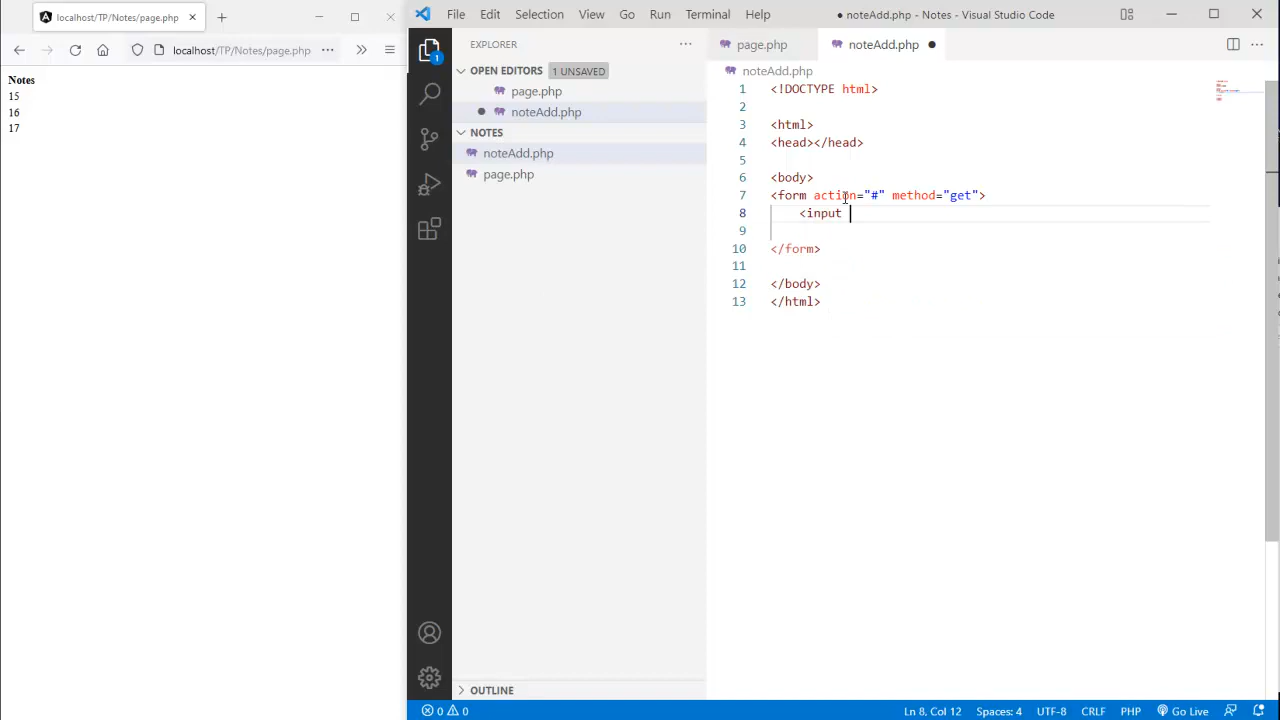 localhost/TP/Notes/page.php
localhost/TP/Notes/page.php
Notes
15
16
17
File Edit Selection View Go Run Terminal Help
● noteAdd.php - Notes - Visual Studio Code
1
EXPLORER
OPEN EDITORS 1 UNSAVED
page.php
noteAdd.php
NOTES
noteAdd.php
page.php
OUTLINE
page.php noteAdd.php
noteAdd.php
1 <!DOCTYPE html>
2
3 <html>
4 <head></head>
5
6 <body>
7 <form action="#" method="get">
8 <input
9
10 </form>
11
12 </body>
13 </html>
0 0 Ln 8, Col 12 Spaces: 4 UTF-8 CRLF PHP Go Live